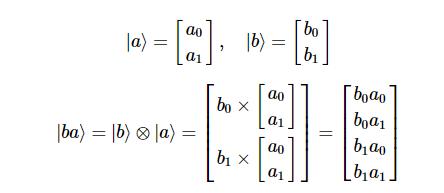 |a⟩ = [a₀ a₁], |b⟩ = [b₀ b₁]
|ba⟩ = |b⟩ ⊗ |a⟩ = [b₀ × [a₀ a₁] b₁ × [a₀ a₁]] = [b₀a₀ b₀a₁ b₁a₀ b₁a₁]